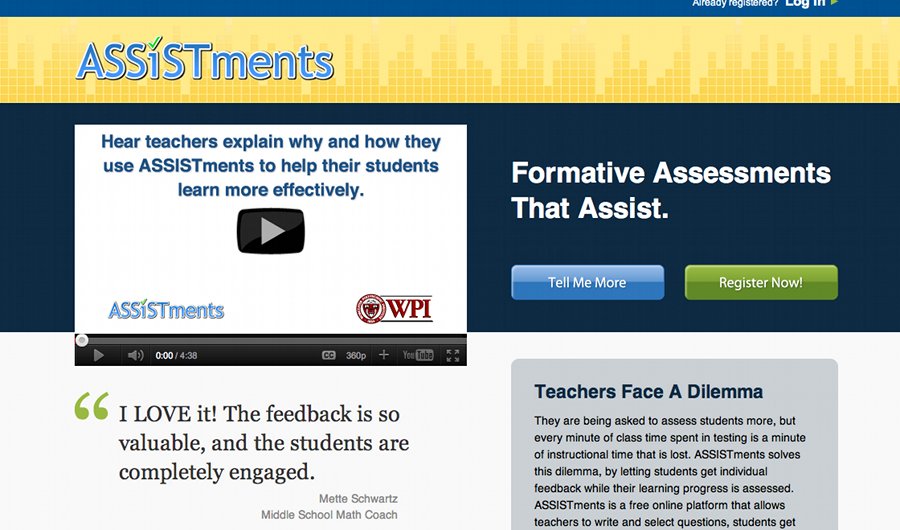 Already registered? Log In
ASSiSTments
Hear teachers explain why and how they
use ASSISTments to help their students
learn more effectively.
ASSiSTments
WPI
0:00 / 4:38
CC
360p
YouTube
Formative Assessments
That Assist.
Tell Me More
Register Now!
“ I LOVE it! The feedback is so
valuable, and the students are
completely engaged.
Mette Schwartz
Middle School Math Coach
Teachers Face A Dilemma
They are being asked to assess students more, but
every minute of class time spent in testing is a minute
of instructional time that is lost. ASSISTments solves
this dilemma, by letting students get individual
feedback while their learning progress is assessed.
ASSISTments is a free online platform that allows
teachers to write and select questions, students get